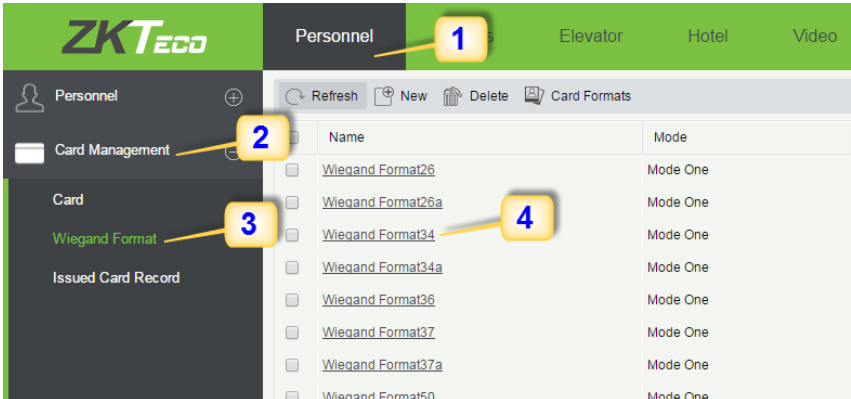 ZKTECO
Personnel 1 s Elevator Hotel Video
Personnel
Refresh New Delete Card Formats
Card Management 2
Name Mode
Wiegand Format26 Mode One
Card
Wiegand Format26a Mode One
Wiegand Format 3
Wiegand Format34 4 Mode One
Issued Card Record
Wiegand Format34a Mode One
Wiegand Format36 Mode One
Wiegand Format37 Mode One
Wiegand Format37a Mode One
Wiegand Format50 Mode One